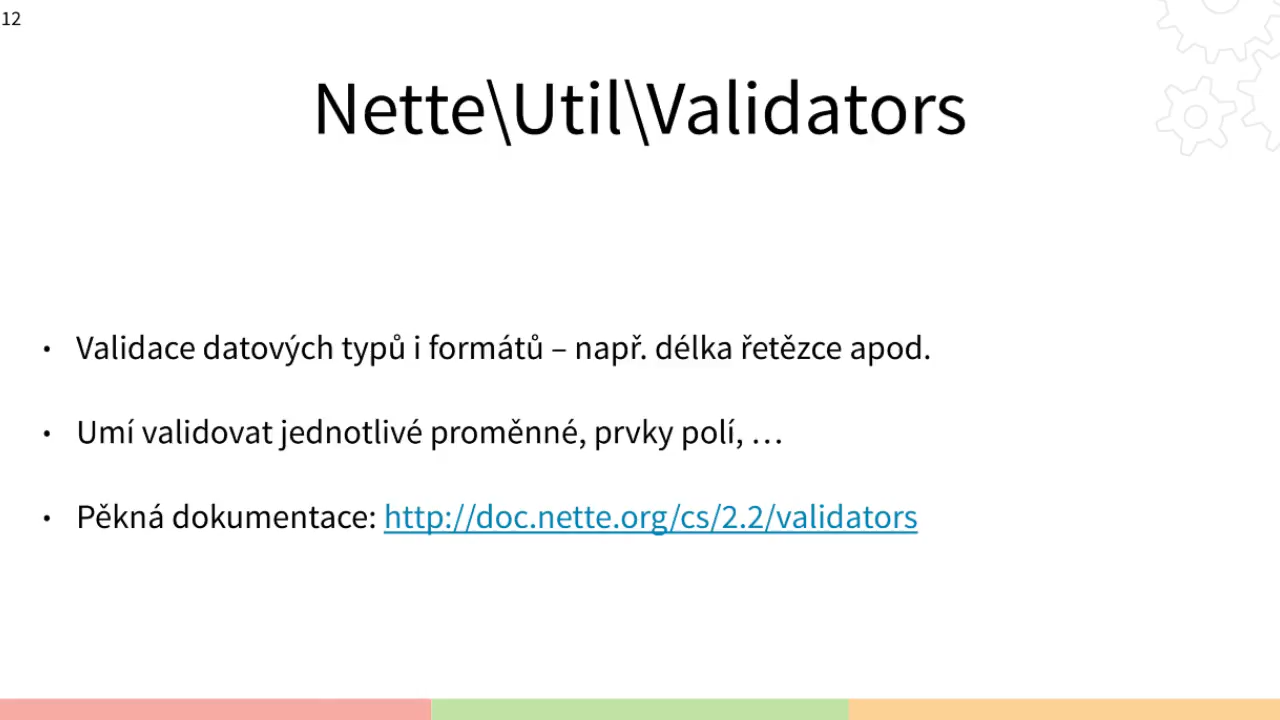 12
Nette\Util\Validators
• Validace datových typů i formátů – např. délka řetězce apod.
• Umí validovat jednotlivé proměnné, prvky polí, …
• Pěkná dokumentace: http://doc.nette.org/cs/2.2/validators